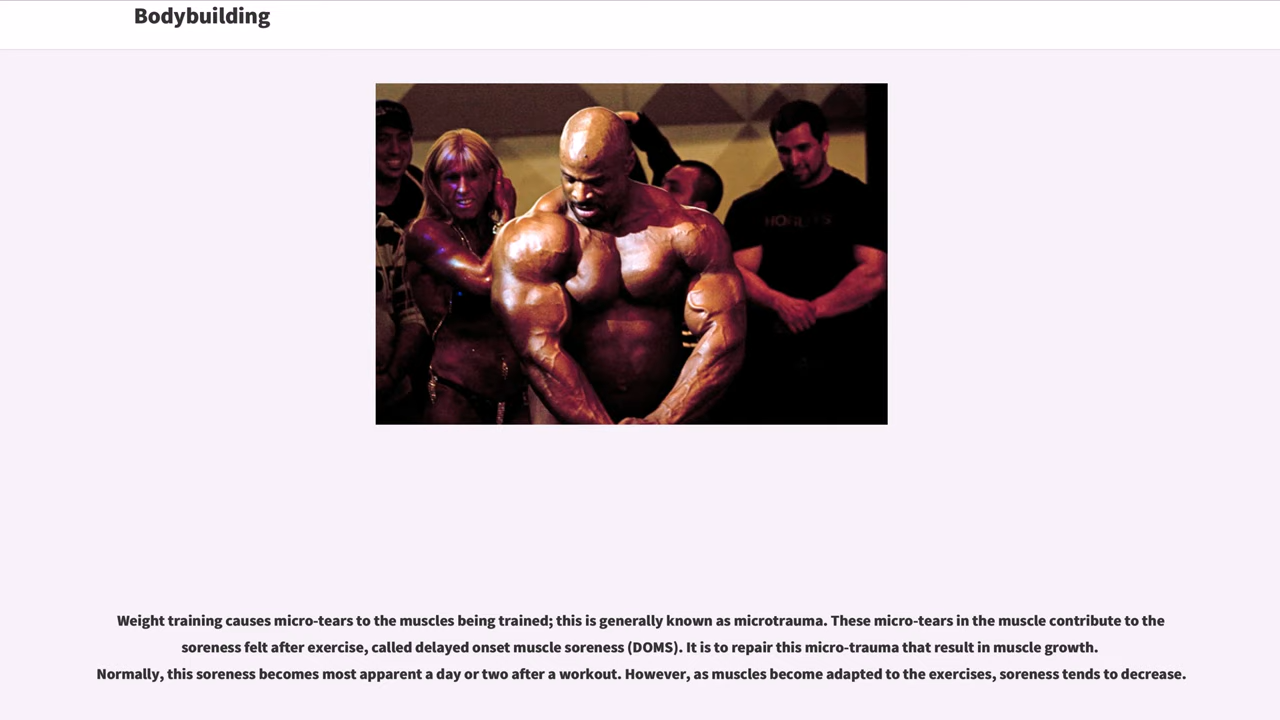 Bodybuilding
Weight training causes micro-tears to the muscles being trained; this is generally known as microtrauma. These micro-tears in the muscle contribute to the
soreness felt after exercise, called delayed onset muscle soreness (DOMS). It is to repair this micro-trauma that result in muscle growth.
Normally, this soreness becomes most apparent a day or two after a workout. However, as muscles become adapted to the exercises, soreness tends to decrease.